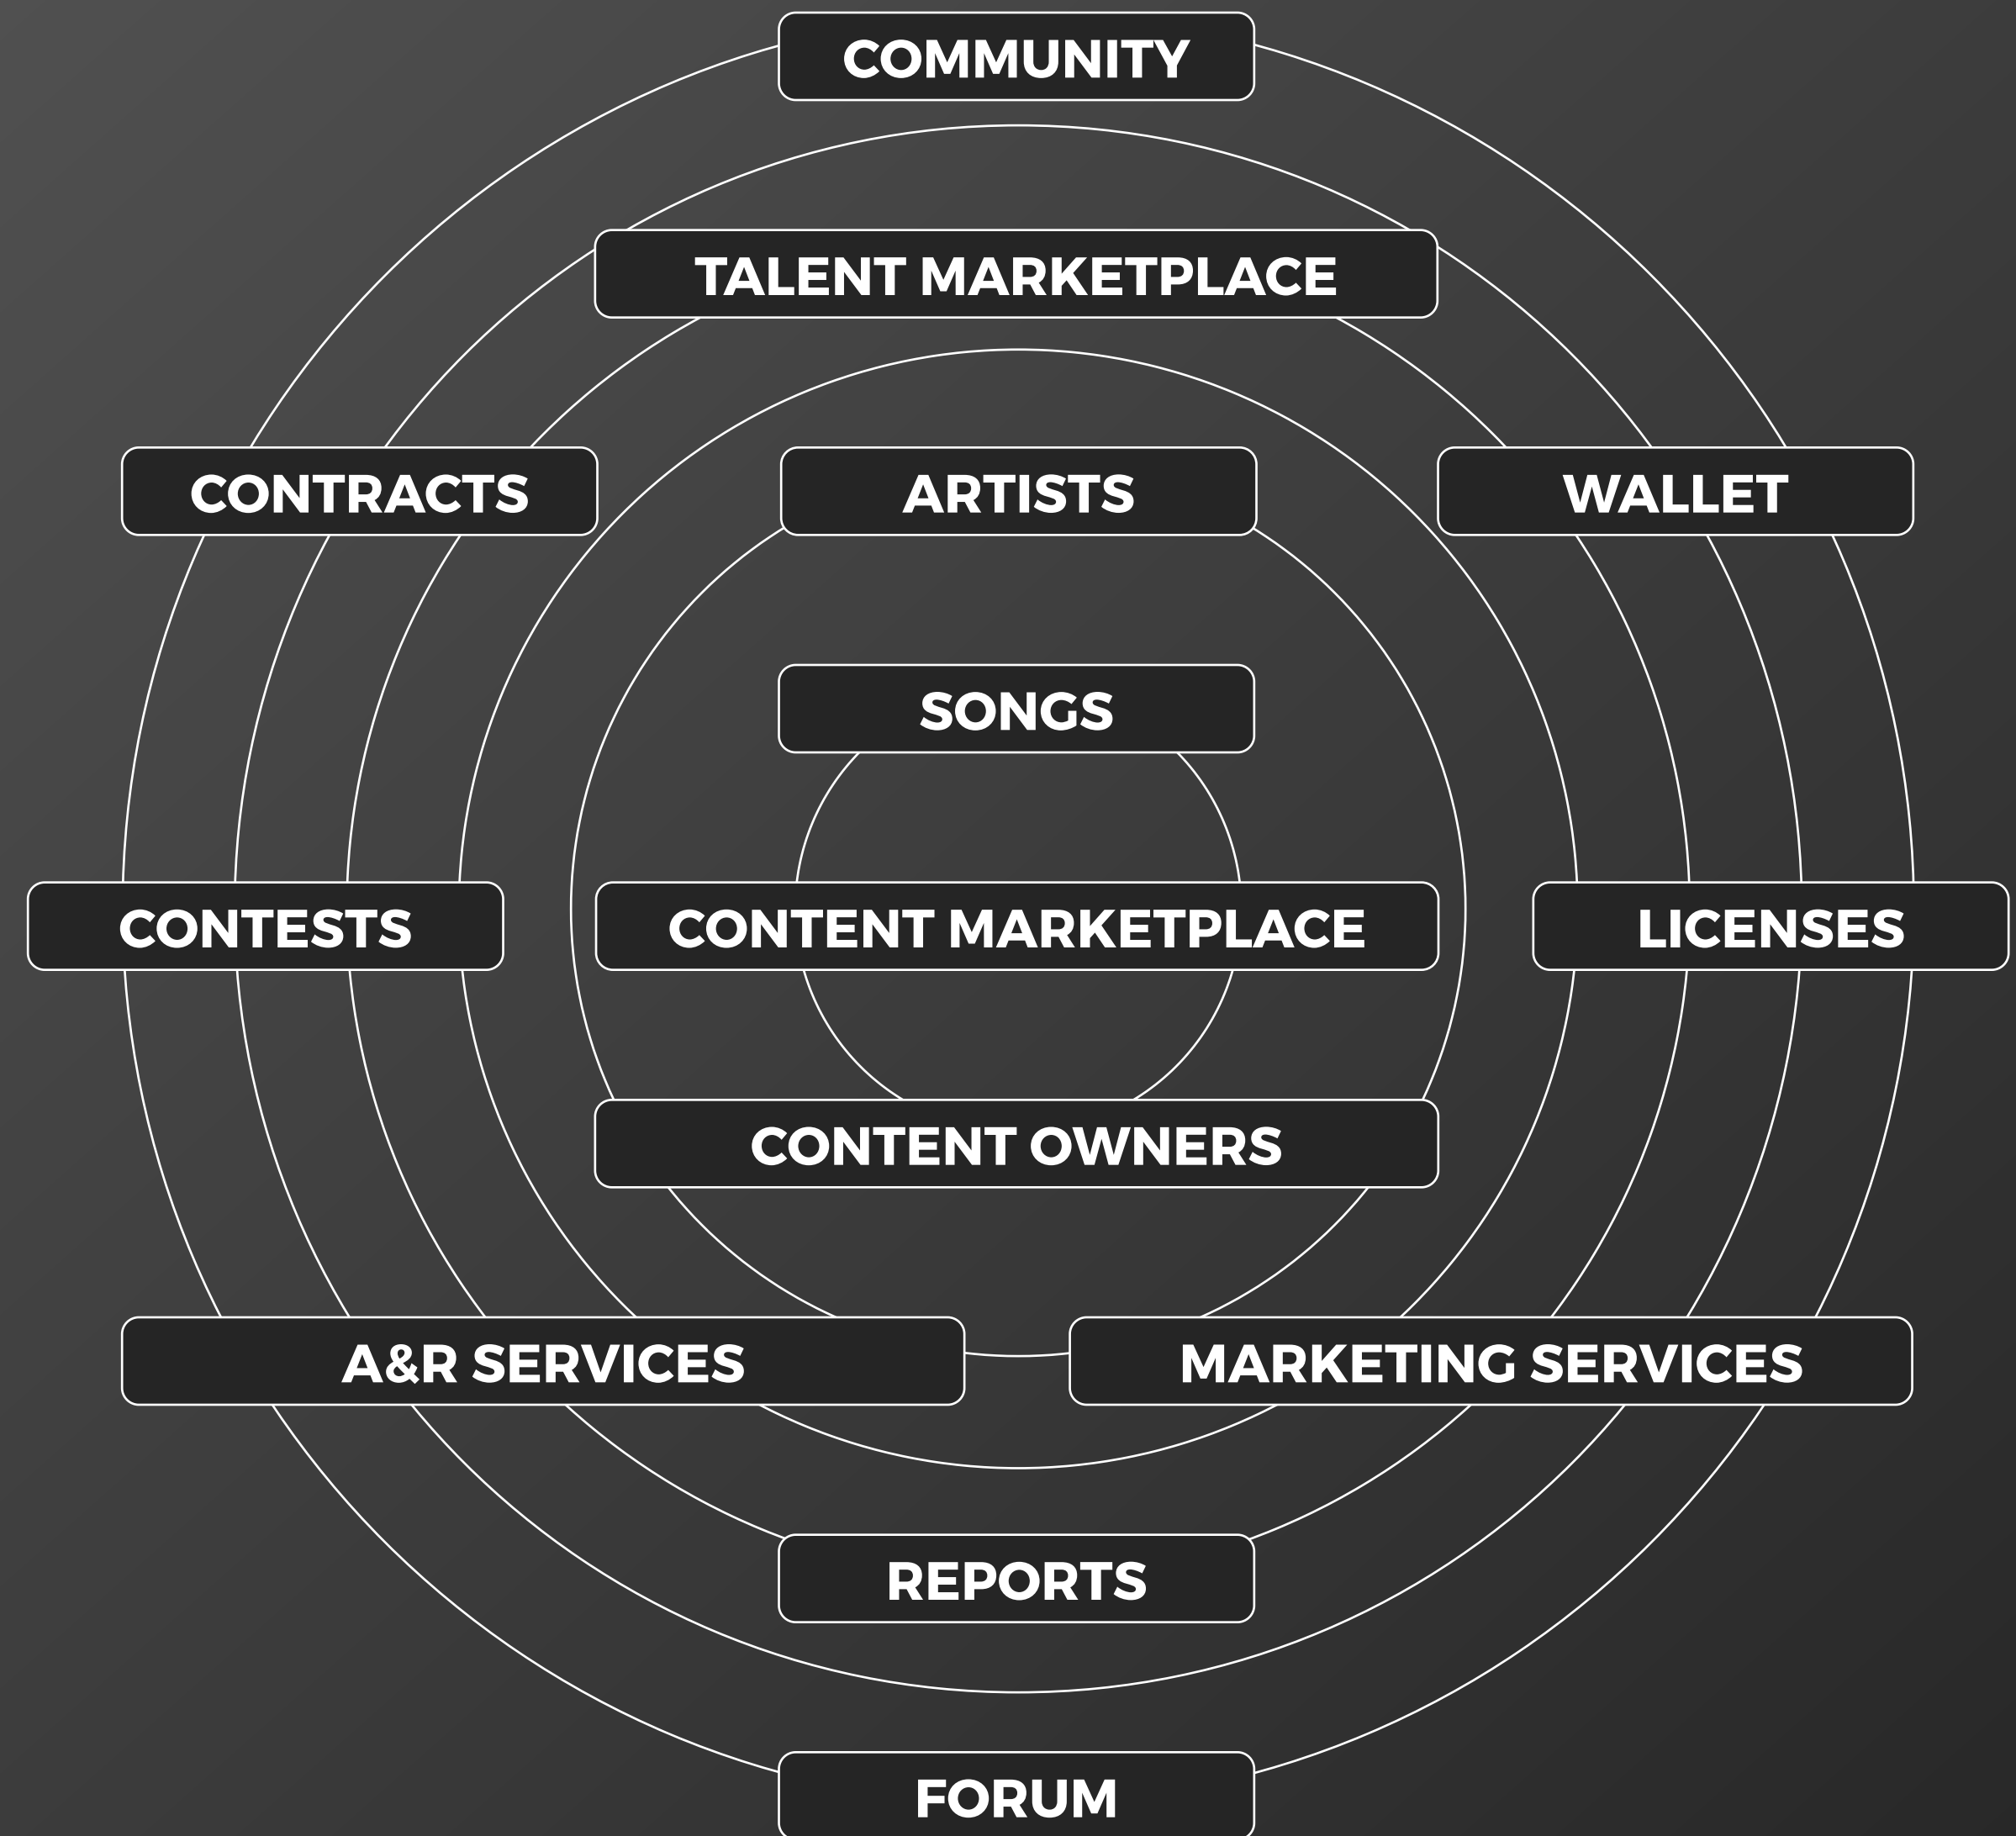 COMMUNITY
TALENT MARKETPLACE
CONTRACTS
ARTISTS
WALLET
SONGS
CONTESTS
CONTENT MARKETPLACE
LICENSES
CONTENT OWNERS
A&R SERVICES
MARKETING SERVICES
REPORTS
FORUM